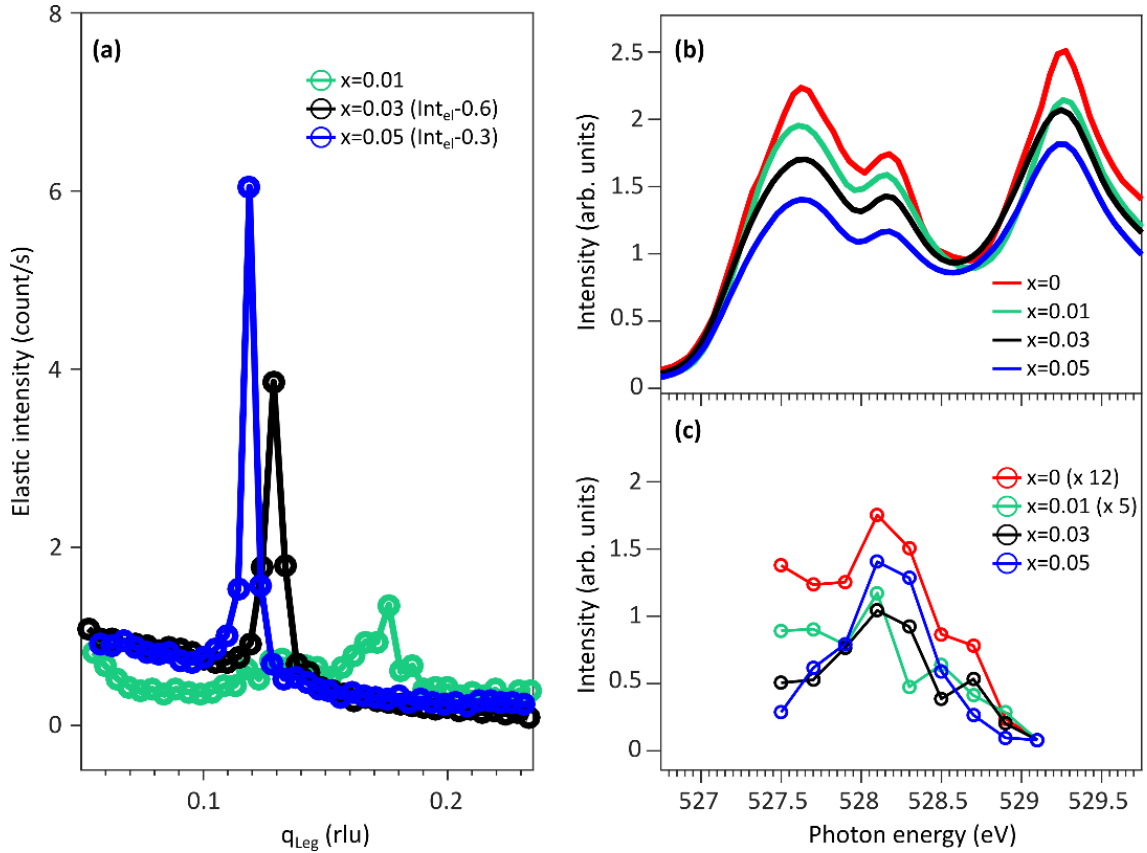 (a)
x=0.01
x=0.03 (Intel-0.6)
x=0.05 (Intel-0.3)
8
6
4
2
0
Elastic intensity (count/s)
0.1
0.2
qLeg (rlu)
(b)
2.5
2
1.5
1
0.5
0
Intensity (arb. units)
x=0
x=0.01
x=0.03
x=0.05
(c)
x=0 (x 12)
x=0.01 (x 5)
x=0.03
x=0.05
2
1.5
1
0.5
0
Intensity (arb. units)
527
527.5
528
528.5
529
529.5
Photon energy (eV)